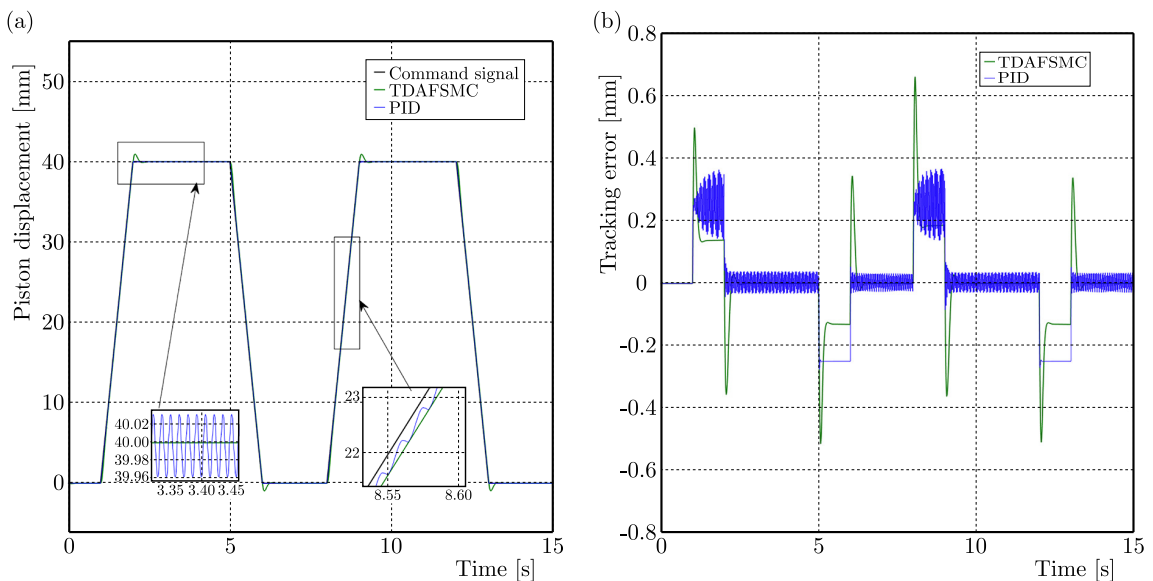 (a)
Piston displacement [mm]
50
40
30
20
10
0
Command signal
TDAFSMC
PID
40.02
40.00
39.98
39.96
3.35 3.40 3.45
23
22
8.55 8.60
0 5 10 15
Time [s]
(b)
Tracking error [mm]
0.8
0.6
0.4
0.2
0
-0.2
-0.4
-0.6
-0.8
TDAFSMC
PID
0 5 10 15
Time [s]